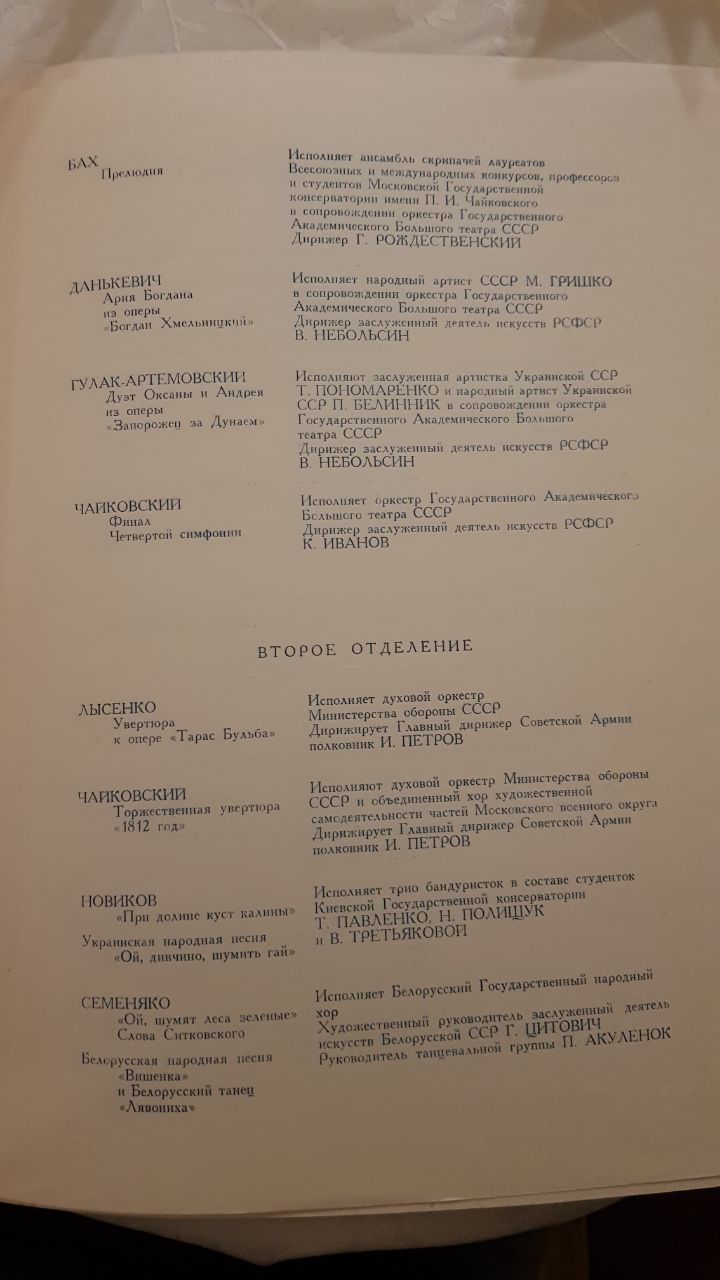 БАХ
Прелюдия
Исполняет ансамбль скрипачей лауреатов
Всесоюзных и международных конкурсов, профессоров
и студентов Московской Государственной
консерватории имени П. И. Чайковского
в сопровождении оркестра Государственного
Академического Большого театра СССР
Дирижер Г. РОЖДЕСТВЕНСКИЙ
ДАНЬКЕВИЧ
Ария Богдана
из оперы
«Богдан Хмельницкий»
Исполняет народный артист СССР М. ГРИШКО
в сопровождении оркестра Государственного
Академического Большого театра СССР
Дирижер заслуженный деятель искусств РСФСР
В. НЕБОЛЬСИН
ГУЛАК-АРТЕМОВСКИЙ
Дуэт Оксаны и Андрея
из оперы
«Запорожец за Дунаем»
Исполняют заслуженная артистка Украинской ССР
Т. ПОНОМАРЕНКО и народный артист Украинской
ССР П. БЕЛИННИК в сопровождении оркестра
Государственного Академического Большого
театра СССР
Дирижер заслуженный деятель искусств РСФСР
В. НЕБОЛЬСИН
ЧАЙКОВСКИЙ
Финал
Четвертой симфонии
Исполняет оркестр Государственного Академического
Большого театра СССР
Дирижер заслуженный деятель искусств РСФСР
К. ИВАНОВ
ВТОРОЕ ОТДЕЛЕНИЕ
ЛЫСЕНКО
Увертюра
к опере «Тарас Бульба»
Исполняет духовой оркестр
Министерства обороны СССР
Дирижирует Главный дирижер Советской Армии
полковник И. ПЕТРОВ
ЧАЙКОВСКИЙ
Торжественная увертюра
«1812 год»
Исполняют духовой оркестр Министерства обороны
СССР и объединенный хор художественной
самодеятельности частей Московского военного округа
Дирижирует Главный дирижер Советской Армии
полковник И. ПЕТРОВ
НОВИКОВ
«При долине куст калины»
Украинская народная песня
«Ой, дивчино, шумить гай»
Исполняет трио бандуристок в составе студенток
Киевской Государственной консерватории
Т. ПАВЛЕНКО, Н. ПОЛИЩУК
и В. ТРЕТЬЯКОВОЙ
СЕМЕНЯКО
«Ой, шумят леса зеленые»
Слова Ситковского
Белорусская народная песня
«Вишенка»
и Белорусский танец
«Лявониха»
Исполняет Белорусский Государственный народный
хор
Художественный руководитель заслуженный деятель
искусств Белорусской ССР Г. ЦИТОВИЧ
Руководитель танцевальной группы П. АКУЛЕНОК